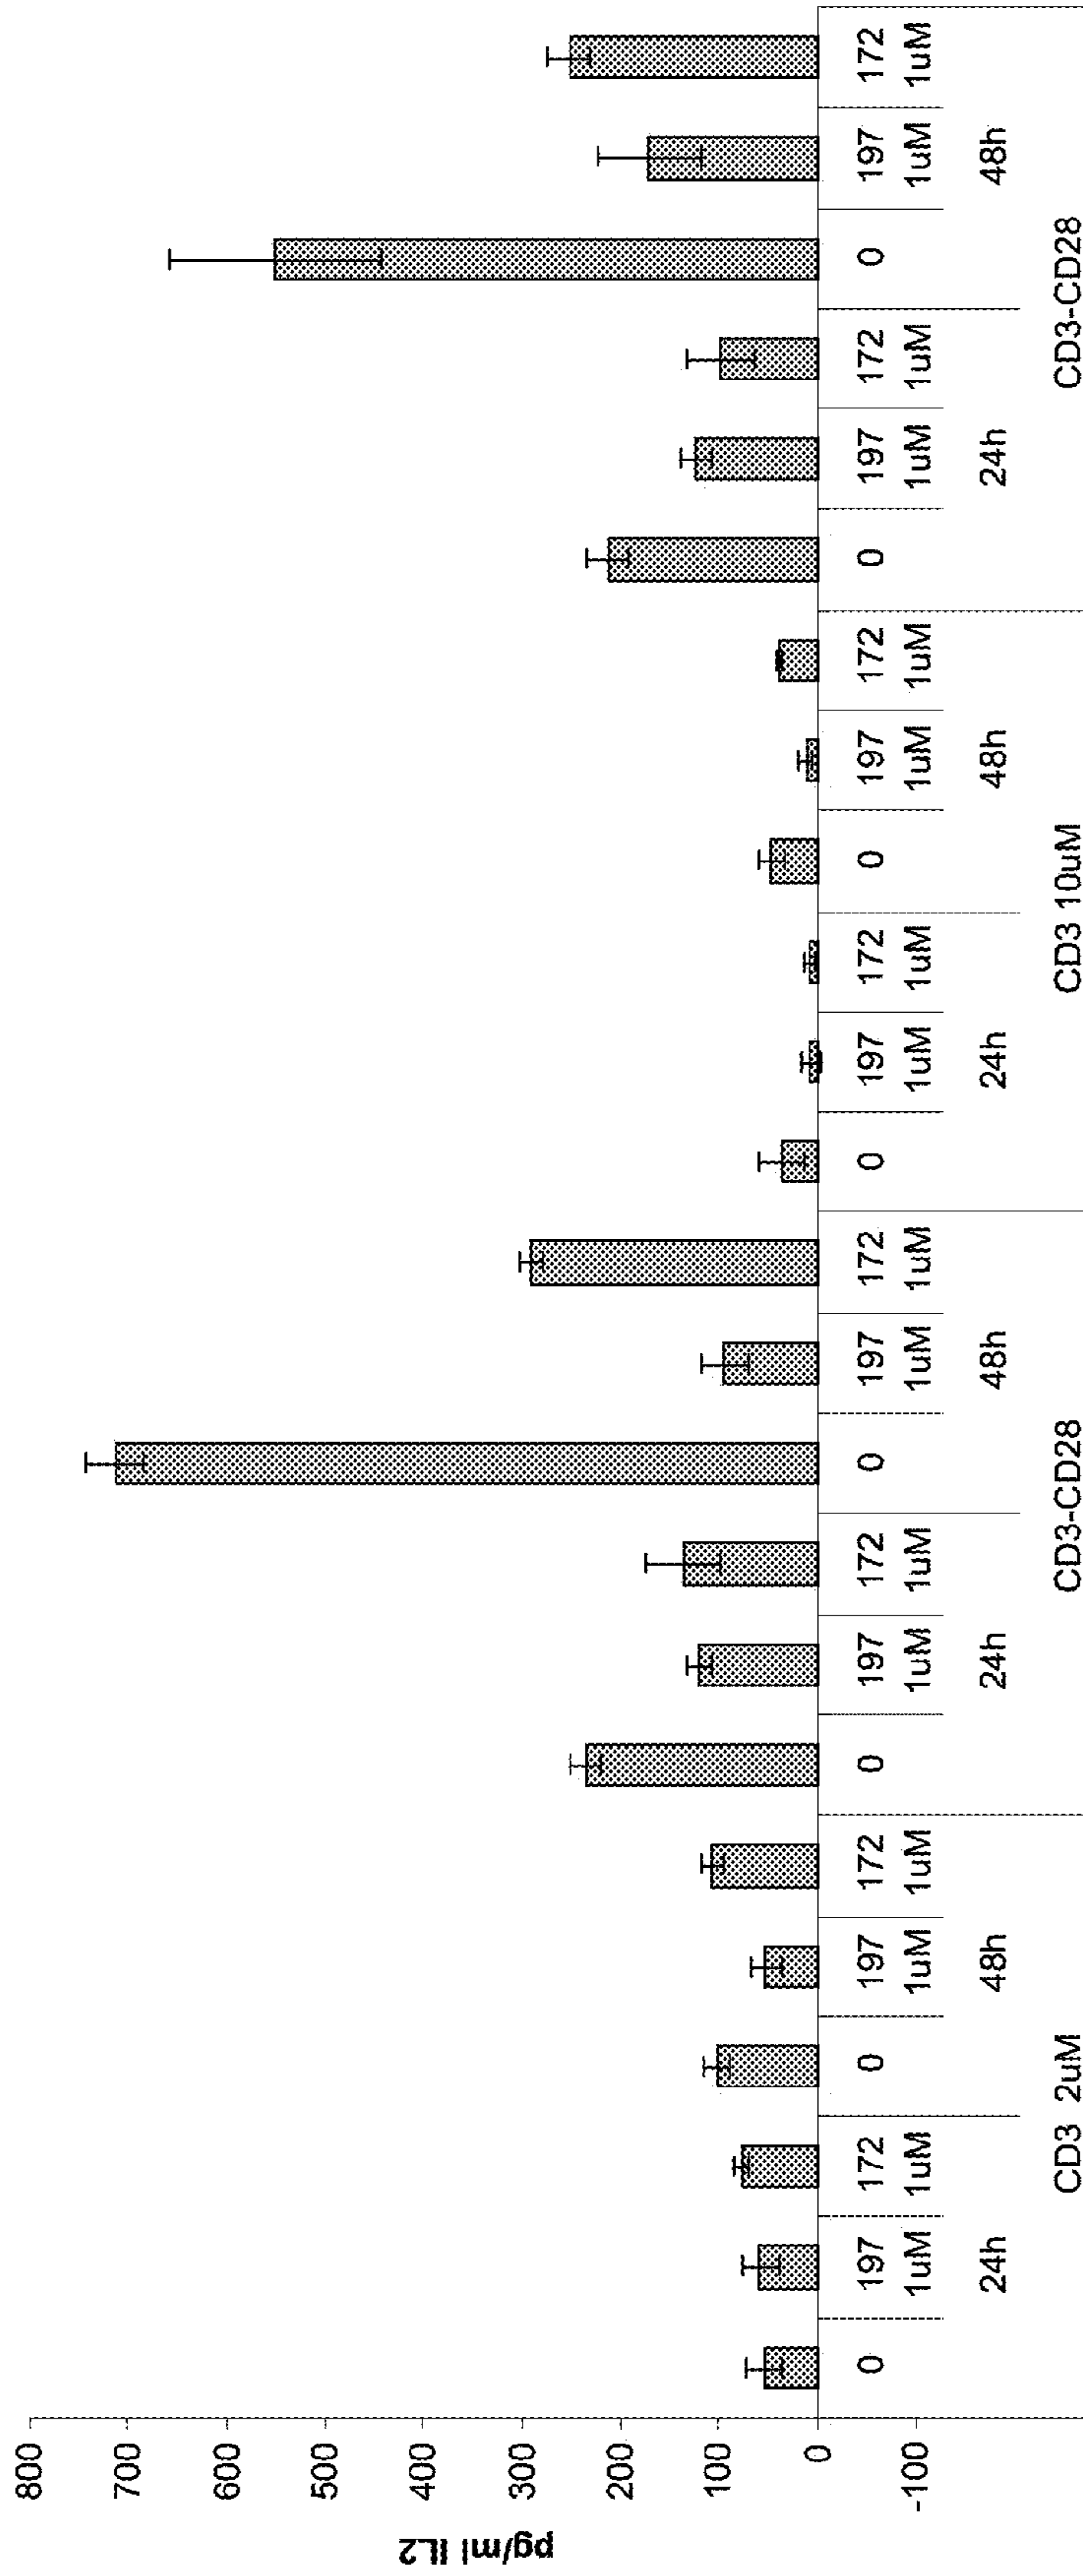 pg/ml IL2
800
700
600
500
400
300
200
100
0
-100
0 197 172 0 197 172 0 197 172 0 197 172 0 197 172 0 197 172 0 197 172 0 197 172
1uM 1uM 1uM 1uM 1uM 1uM 1uM 1uM 1uM 1uM 1uM 1uM 1uM 1uM 1uM 1uM
24h 48h 24h 48h 24h 48h 24h 48h
CD3 2uM CD3-CD28 CD3 10uM CD3-CD28